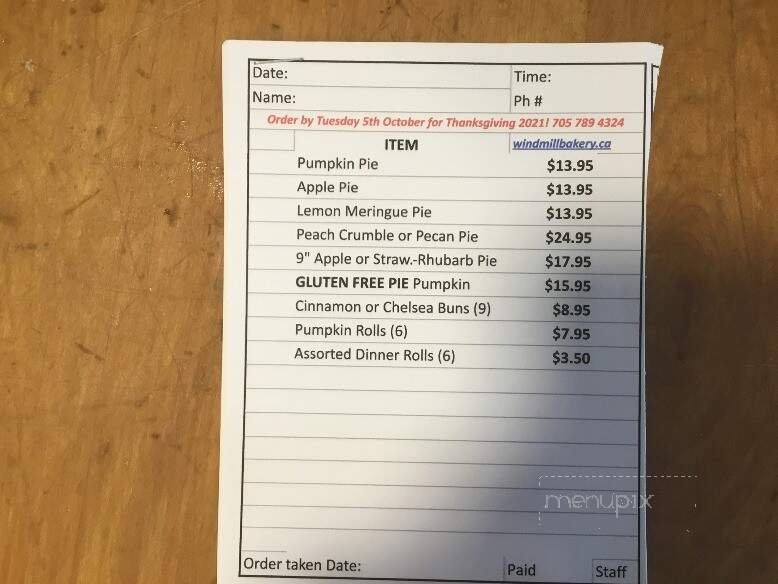 Date: Time:
Name: Ph #
Order by Tuesday 5th October for Thanksgiving 2021! 705 789 4324
ITEM windmillbakery.ca
Pumpkin Pie $13.95
Apple Pie $13.95
Lemon Meringue Pie $13.95
Peach Crumble or Pecan Pie $24.95
9" Apple or Straw.-Rhubarb Pie $17.95
GLUTEN FREE PIE Pumpkin $15.95
Cinnamon or Chelsea Buns (9) $8.95
Pumpkin Rolls (6) $7.95
Assorted Dinner Rolls (6) $3.50
menupix
Order taken Date: Paid Staff